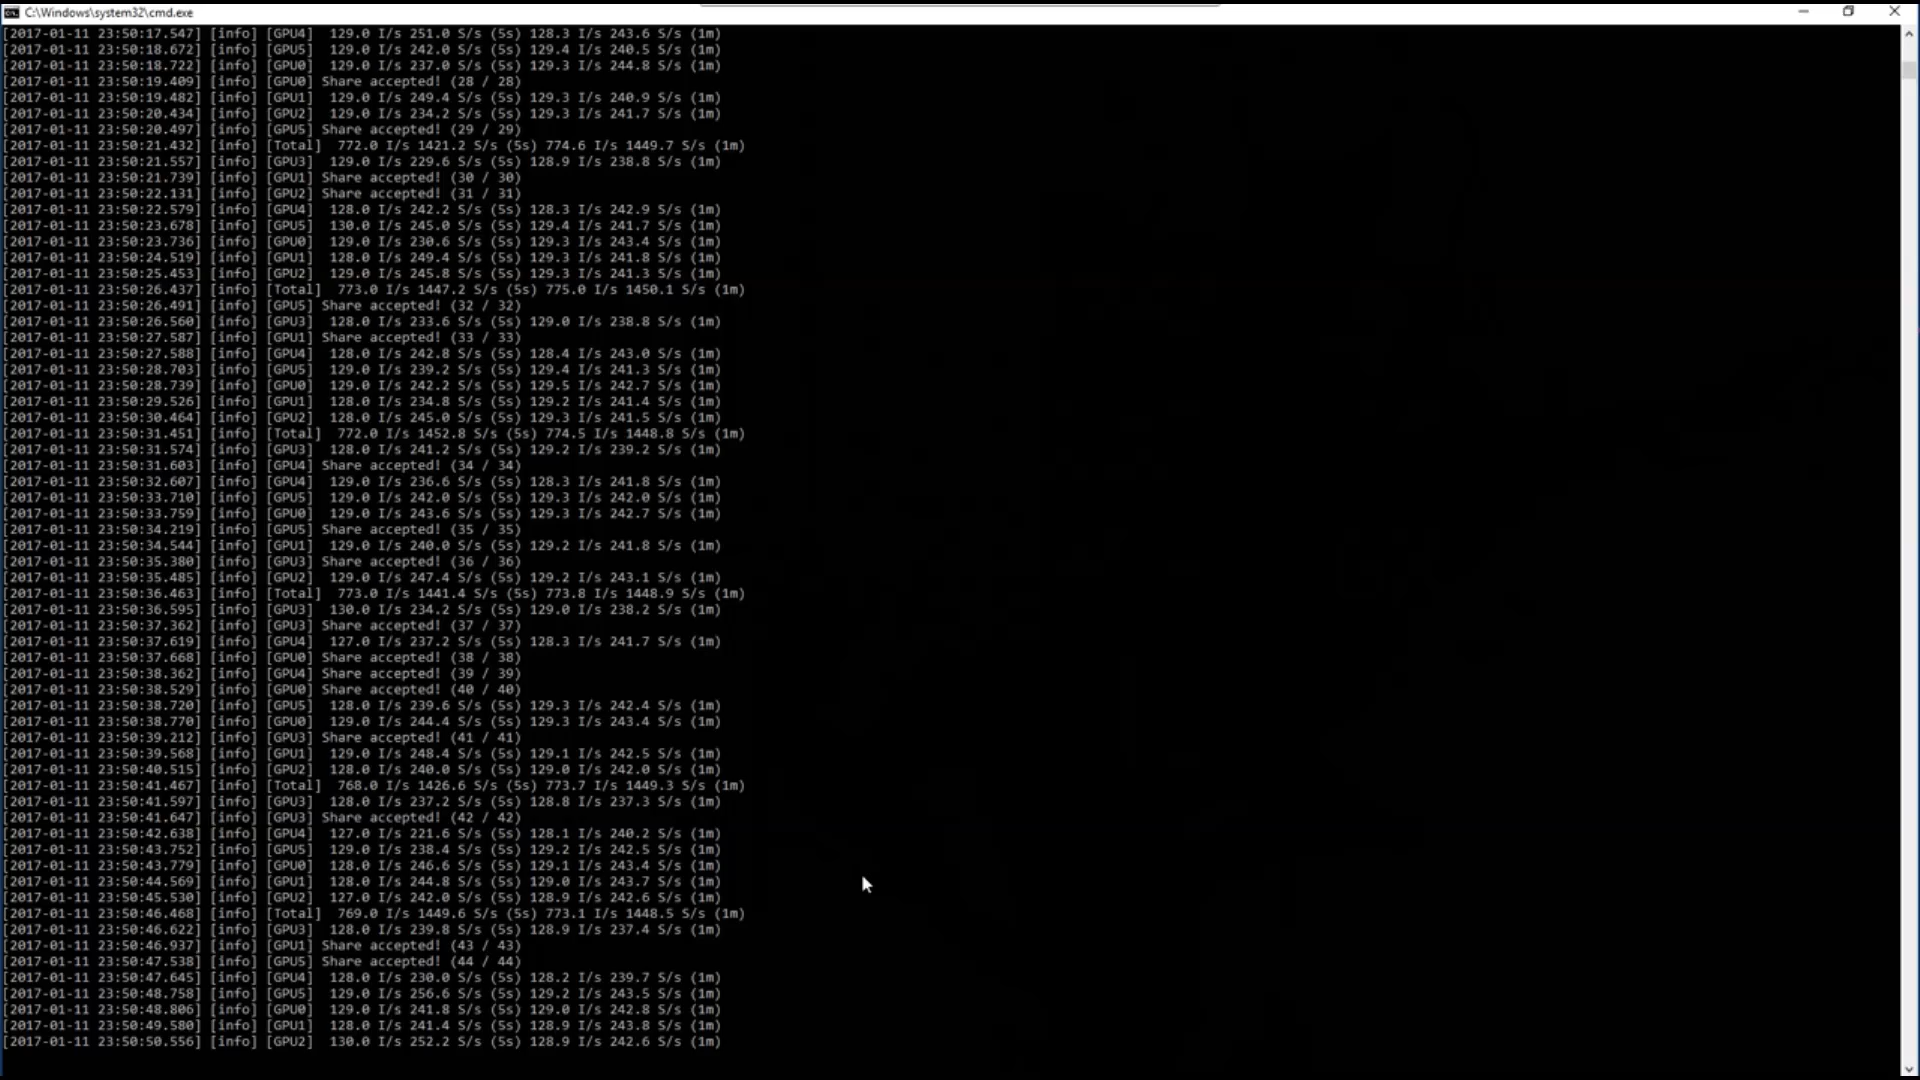 C:\Windows\system32\cmd.exe
[2017-01-11 23:50:17.547] [info] [GPU4]  129.0 I/s 251.0 S/s (5s) 128.3 I/s 243.6 S/s (1m)
[2017-01-11 23:50:18.672] [info] [GPU5]  129.0 I/s 242.0 S/s (5s) 129.4 I/s 240.5 S/s (1m)
[2017-01-11 23:50:18.722] [info] [GPU0]  129.0 I/s 237.0 S/s (5s) 129.3 I/s 244.8 S/s (1m)
[2017-01-11 23:50:19.409] [info] [GPU0] Share accepted! (28 / 28)
[2017-01-11 23:50:19.482] [info] [GPU1]  129.0 I/s 249.4 S/s (5s) 129.3 I/s 240.9 S/s (1m)
[2017-01-11 23:50:20.434] [info] [GPU2]  129.0 I/s 234.2 S/s (5s) 129.3 I/s 241.7 S/s (1m)
[2017-01-11 23:50:20.497] [info] [GPU5] Share accepted! (29 / 29)
[2017-01-11 23:50:21.432] [info] [Total]  772.0 I/s 1421.2 S/s (5s) 774.6 I/s 1449.7 S/s (1m)
[2017-01-11 23:50:21.557] [info] [GPU3]  129.0 I/s 229.6 S/s (5s) 128.9 I/s 238.8 S/s (1m)
[2017-01-11 23:50:21.739] [info] [GPU1] Share accepted! (30 / 30)
[2017-01-11 23:50:22.131] [info] [GPU2] Share accepted! (31 / 31)
[2017-01-11 23:50:22.579] [info] [GPU4]  128.0 I/s 242.2 S/s (5s) 128.3 I/s 242.9 S/s (1m)
[2017-01-11 23:50:23.678] [info] [GPU5]  130.0 I/s 245.0 S/s (5s) 129.4 I/s 241.7 S/s (1m)
[2017-01-11 23:50:23.736] [info] [GPU0]  129.0 I/s 230.6 S/s (5s) 129.3 I/s 243.4 S/s (1m)
[2017-01-11 23:50:24.519] [info] [GPU1]  128.0 I/s 249.4 S/s (5s) 129.3 I/s 241.8 S/s (1m)
[2017-01-11 23:50:25.453] [info] [GPU2]  129.0 I/s 245.8 S/s (5s) 129.3 I/s 241.3 S/s (1m)
[2017-01-11 23:50:26.437] [info] [Total]  773.0 I/s 1447.2 S/s (5s) 775.0 I/s 1450.1 S/s (1m)
[2017-01-11 23:50:26.491] [info] [GPU5] Share accepted! (32 / 32)
[2017-01-11 23:50:26.560] [info] [GPU3]  128.0 I/s 233.6 S/s (5s) 129.0 I/s 238.8 S/s (1m)
[2017-01-11 23:50:27.587] [info] [GPU1] Share accepted! (33 / 33)
[2017-01-11 23:50:27.588] [info] [GPU4]  128.0 I/s 242.8 S/s (5s) 128.4 I/s 243.0 S/s (1m)
[2017-01-11 23:50:28.703] [info] [GPU5]  129.0 I/s 239.2 S/s (5s) 129.4 I/s 241.3 S/s (1m)
[2017-01-11 23:50:28.739] [info] [GPU0]  129.0 I/s 242.2 S/s (5s) 129.5 I/s 242.7 S/s (1m)
[2017-01-11 23:50:29.526] [info] [GPU1]  128.0 I/s 234.8 S/s (5s) 129.2 I/s 241.4 S/s (1m)
[2017-01-11 23:50:30.464] [info] [GPU2]  128.0 I/s 245.0 S/s (5s) 129.3 I/s 241.5 S/s (1m)
[2017-01-11 23:50:31.451] [info] [Total]  772.0 I/s 1452.8 S/s (5s) 774.5 I/s 1448.8 S/s (1m)
[2017-01-11 23:50:31.574] [info] [GPU3]  128.0 I/s 241.2 S/s (5s) 129.2 I/s 239.2 S/s (1m)
[2017-01-11 23:50:31.603] [info] [GPU4] Share accepted! (34 / 34)
[2017-01-11 23:50:32.607] [info] [GPU4]  129.0 I/s 236.6 S/s (5s) 128.3 I/s 241.8 S/s (1m)
[2017-01-11 23:50:33.710] [info] [GPU5]  129.0 I/s 242.0 S/s (5s) 129.3 I/s 242.0 S/s (1m)
[2017-01-11 23:50:33.759] [info] [GPU0]  129.0 I/s 243.6 S/s (5s) 129.3 I/s 242.7 S/s (1m)
[2017-01-11 23:50:34.219] [info] [GPU5] Share accepted! (35 / 35)
[2017-01-11 23:50:34.544] [info] [GPU1]  129.0 I/s 240.0 S/s (5s) 129.2 I/s 241.8 S/s (1m)
[2017-01-11 23:50:35.380] [info] [GPU3] Share accepted! (36 / 36)
[2017-01-11 23:50:35.485] [info] [GPU2]  129.0 I/s 247.4 S/s (5s) 129.2 I/s 243.1 S/s (1m)
[2017-01-11 23:50:36.463] [info] [Total]  773.0 I/s 1441.4 S/s (5s) 773.8 I/s 1448.9 S/s (1m)
[2017-01-11 23:50:36.595] [info] [GPU3]  130.0 I/s 234.2 S/s (5s) 129.0 I/s 238.2 S/s (1m)
[2017-01-11 23:50:37.362] [info] [GPU3] Share accepted! (37 / 37)
[2017-01-11 23:50:37.619] [info] [GPU4]  127.0 I/s 237.2 S/s (5s) 128.3 I/s 241.7 S/s (1m)
[2017-01-11 23:50:37.668] [info] [GPU0] Share accepted! (38 / 38)
[2017-01-11 23:50:38.362] [info] [GPU4] Share accepted! (39 / 39)
[2017-01-11 23:50:38.529] [info] [GPU0] Share accepted! (40 / 40)
[2017-01-11 23:50:38.720] [info] [GPU5]  128.0 I/s 239.6 S/s (5s) 129.3 I/s 242.4 S/s (1m)
[2017-01-11 23:50:38.770] [info] [GPU0]  129.0 I/s 244.4 S/s (5s) 129.3 I/s 243.4 S/s (1m)
[2017-01-11 23:50:39.212] [info] [GPU3] Share accepted! (41 / 41)
[2017-01-11 23:50:39.568] [info] [GPU1]  129.0 I/s 248.4 S/s (5s) 129.1 I/s 242.5 S/s (1m)
[2017-01-11 23:50:40.515] [info] [GPU2]  128.0 I/s 240.0 S/s (5s) 129.0 I/s 242.0 S/s (1m)
[2017-01-11 23:50:41.467] [info] [Total]  768.0 I/s 1426.6 S/s (5s) 773.7 I/s 1449.3 S/s (1m)
[2017-01-11 23:50:41.597] [info] [GPU3]  128.0 I/s 237.2 S/s (5s) 128.8 I/s 237.3 S/s (1m)
[2017-01-11 23:50:41.647] [info] [GPU3] Share accepted! (42 / 42)
[2017-01-11 23:50:42.638] [info] [GPU4]  127.0 I/s 221.6 S/s (5s) 128.1 I/s 240.2 S/s (1m)
[2017-01-11 23:50:43.752] [info] [GPU5]  129.0 I/s 238.4 S/s (5s) 129.2 I/s 242.5 S/s (1m)
[2017-01-11 23:50:43.779] [info] [GPU0]  128.0 I/s 246.6 S/s (5s) 129.1 I/s 243.4 S/s (1m)
[2017-01-11 23:50:44.569] [info] [GPU1]  128.0 I/s 244.8 S/s (5s) 129.0 I/s 243.7 S/s (1m)
[2017-01-11 23:50:45.530] [info] [GPU2]  127.0 I/s 242.0 S/s (5s) 128.9 I/s 242.6 S/s (1m)
[2017-01-11 23:50:46.468] [info] [Total]  769.0 I/s 1449.6 S/s (5s) 773.1 I/s 1448.5 S/s (1m)
[2017-01-11 23:50:46.622] [info] [GPU3]  128.0 I/s 239.8 S/s (5s) 128.9 I/s 237.4 S/s (1m)
[2017-01-11 23:50:46.937] [info] [GPU1] Share accepted! (43 / 43)
[2017-01-11 23:50:47.538] [info] [GPU5] Share accepted! (44 / 44)
[2017-01-11 23:50:47.645] [info] [GPU4]  128.0 I/s 230.0 S/s (5s) 128.2 I/s 239.7 S/s (1m)
[2017-01-11 23:50:48.758] [info] [GPU5]  129.0 I/s 256.6 S/s (5s) 129.2 I/s 243.5 S/s (1m)
[2017-01-11 23:50:48.806] [info] [GPU0]  129.0 I/s 241.8 S/s (5s) 129.0 I/s 242.8 S/s (1m)
[2017-01-11 23:50:49.580] [info] [GPU1]  128.0 I/s 241.4 S/s (5s) 128.9 I/s 243.8 S/s (1m)
[2017-01-11 23:50:50.556] [info] [GPU2]  130.0 I/s 252.2 S/s (5s) 128.9 I/s 242.6 S/s (1m)